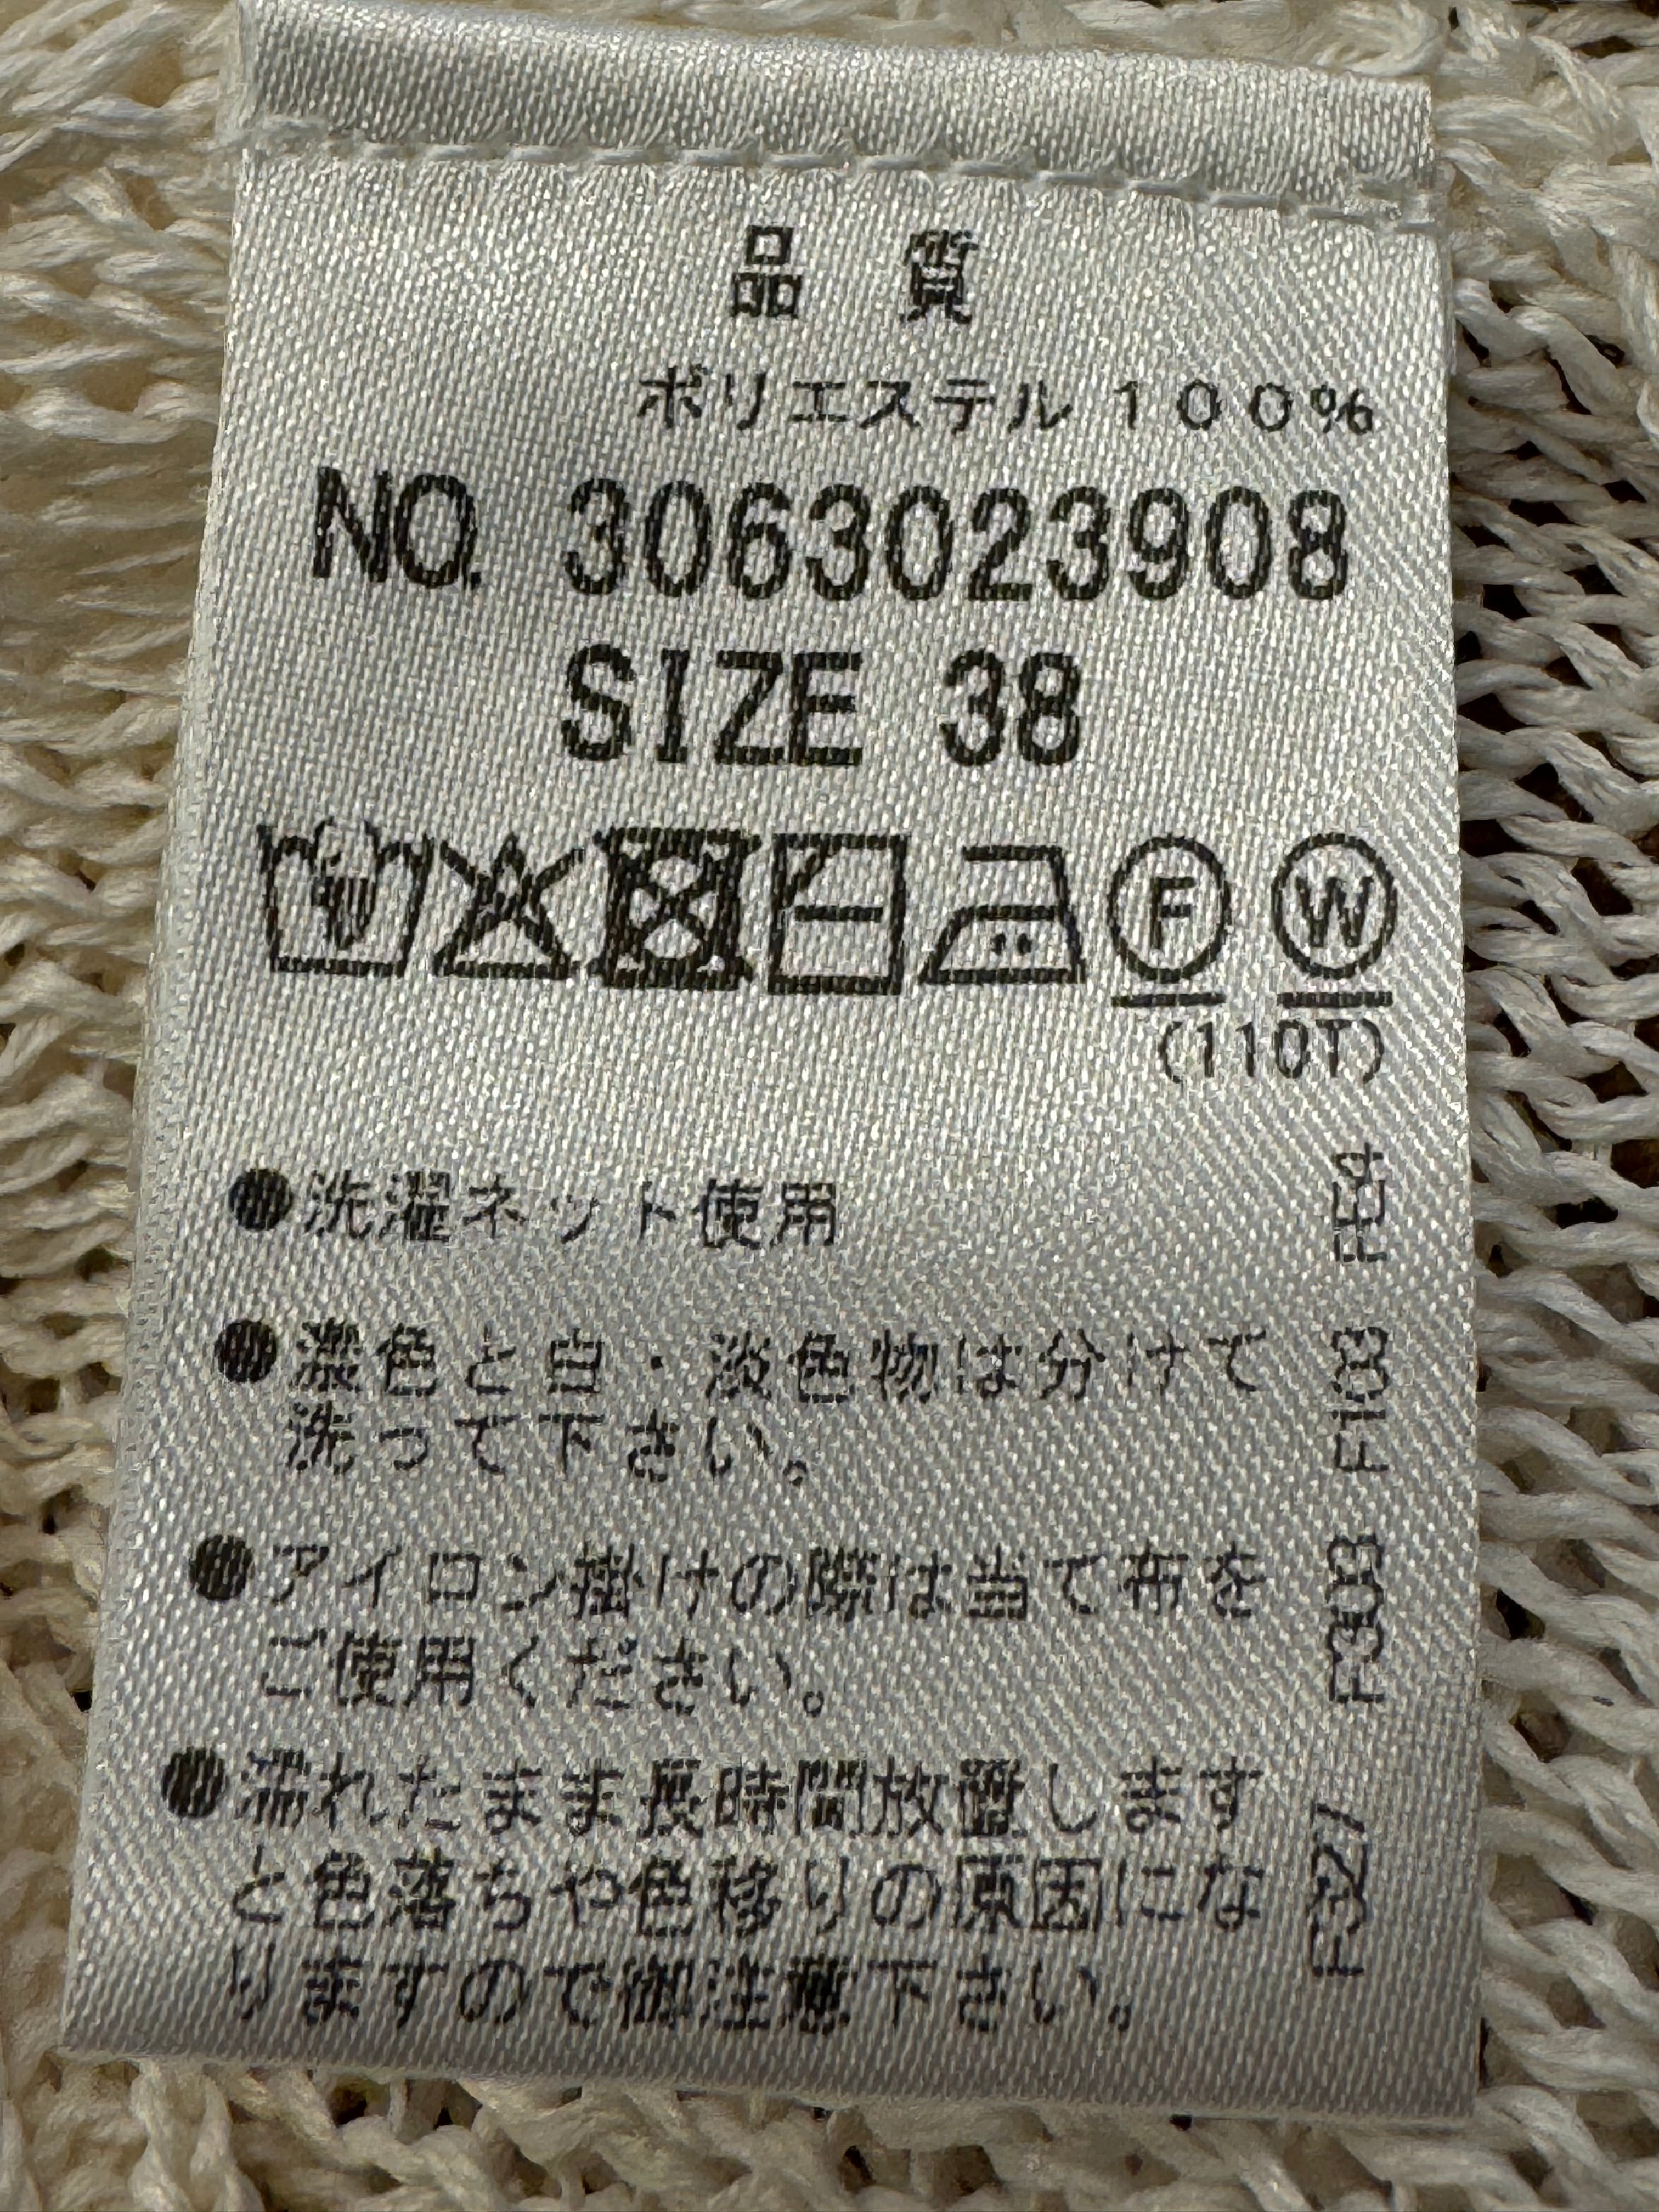 品 質
ポリエステル 100%
NO. 3063023908
SIZE 38
F W
(110T)
●洗濯ネット使用
●濃色と白・淡色物は分けて
洗って下さい。
●アイロン掛けの際は当て布を
ご使用ください。
●濡れたまま長時間放置します
と色落ちや色移りの原因にな
りますので御注意下さい。
F327 F303 F103 FE4